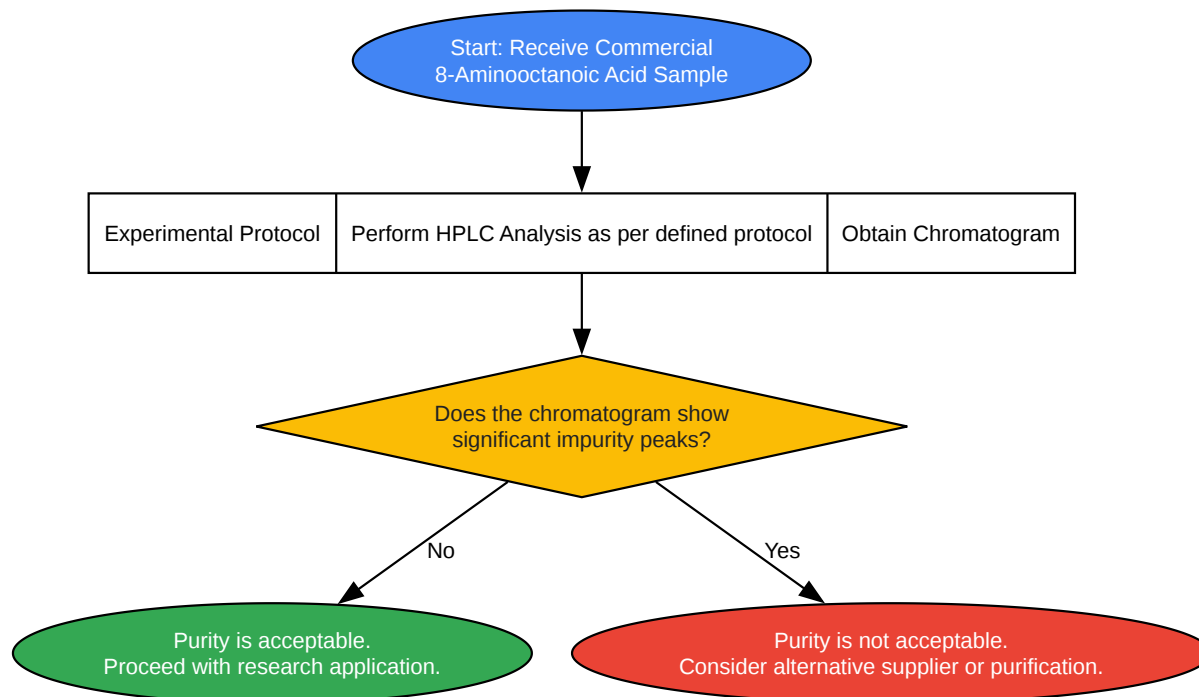 Start: Receive Commercial
8-Aminooctanoic Acid Sample
Experimental Protocol
Perform HPLC Analysis as per defined protocol
Obtain Chromatogram
Does the chromatogram show
significant impurity peaks?
No
Yes
Purity is acceptable.
Proceed with research application.
Purity is not acceptable.
Consider alternative supplier or purification.